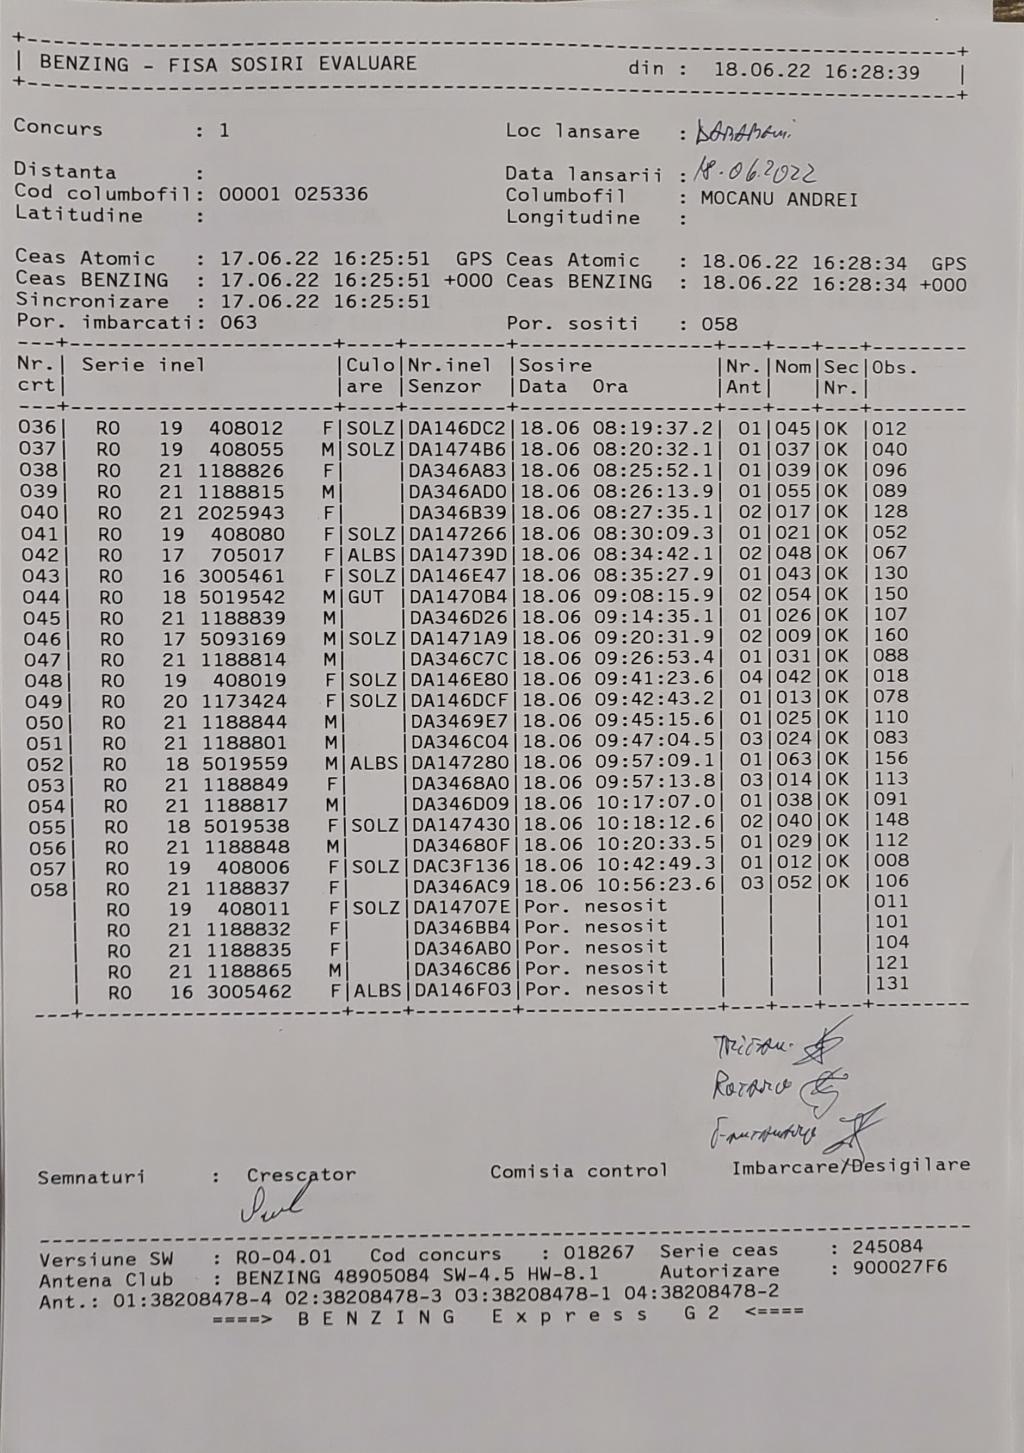 +--------------------------------------------------------------------------------+
| BENZING - FISA SOSIRI EVALUARE din : 18.06.22 16:28:39 |
+--------------------------------------------------------------------------------+
Concurs : 1 Loc lansare : Darabani
Distanta : Data lansarii : 18.06.2022
Cod columbofil: 00001 025336 Columbofil : MOCANU ANDREI
Latitudine : Longitudine :
Ceas Atomic : 17.06.22 16:25:51 GPS Ceas Atomic : 18.06.22 16:28:34 GPS
Ceas BENZING : 17.06.22 16:25:51 +000 Ceas BENZING : 18.06.22 16:28:34 +000
Sincronizare : 17.06.22 16:25:51
Por. imbarcati: 063 Por. sositi : 058
Nr.| Serie inel |Culo|Nr.inel |Sosire |Nr.|Nom|Sec|Obs.
crt| |are |Senzor |Data Ora |Ant| |Nr.|
036| RO 19 408012 F|SOLZ|DA146DC2|18.06 08:19:37.2| 01|045|OK |012
037| RO 19 408055 M|SOLZ|DA1474B6|18.06 08:20:32.1| 01|037|OK |040
038| RO 21 1188826 F| |DA346A83|18.06 08:25:52.1| 01|039|OK |096
039| RO 21 1188815 M| |DA346AD0|18.06 08:26:13.9| 01|055|OK |089
040| RO 21 2025943 F| |DA346B39|18.06 08:27:35.1| 02|017|OK |128
041| RO 19 408080 F|SOLZ|DA147266|18.06 08:30:09.3| 01|021|OK |052
042| RO 17 705017 F|ALBS|DA14739D|18.06 08:34:42.1| 02|048|OK |067
043| RO 16 3005461 F|SOLZ|DA146E47|18.06 08:35:27.9| 01|043|OK |130
044| RO 18 5019542 M|GUT |DA1470B4|18.06 09:08:15.9| 02|054|OK |150
045| RO 21 1188839 M| |DA346D26|18.06 09:14:35.1| 01|026|OK |107
046| RO 17 5093169 M|SOLZ|DA1471A9|18.06 09:20:31.9| 02|009|OK |160
047| RO 21 1188814 M| |DA346C7C|18.06 09:26:53.4| 01|031|OK |088
048| RO 19 408019 F|SOLZ|DA146E80|18.06 09:41:23.6| 04|042|OK |018
049| RO 20 1173424 F|SOLZ|DA146DCF|18.06 09:42:43.2| 01|013|OK |078
050| RO 21 1188844 M| |DA3469E7|18.06 09:45:15.6| 01|025|OK |110
051| RO 21 1188801 M| |DA346C04|18.06 09:47:04.5| 03|024|OK |083
052| RO 18 5019559 M|ALBS|DA147280|18.06 09:57:09.1| 01|063|OK |156
053| RO 21 1188849 F| |DA3468A0|18.06 09:57:13.8| 03|014|OK |113
054| RO 21 1188817 M| |DA346D09|18.06 10:17:07.0| 01|038|OK |091
055| RO 18 5019538 F|SOLZ|DA147430|18.06 10:18:12.6| 02|040|OK |148
056| RO 21 1188848 M| |DA34680F|18.06 10:20:33.5| 01|029|OK |112
057| RO 19 408006 F|SOLZ|DAC3F136|18.06 10:42:49.3| 01|012|OK |008
058| RO 21 1188837 F| |DA346AC9|18.06 10:56:23.6| 03|052|OK |106
| RO 19 408011 F|SOLZ|DA14707E|Por. nesosit | | | |011
| RO 21 1188832 F| |DA346BB4|Por. nesosit | | | |101
| RO 21 1188835 F| |DA346AB0|Por. nesosit | | | |104
| RO 21 1188865 M| |DA346C86|Por. nesosit | | | |121
| RO 16 3005462 F|ALBS|DA146F03|Por. nesosit | | | |131
Semnaturi : Crescator Comisia control Imbarcare/Desigilare
Versiune SW : RO-04.01 Cod concurs : 018267 Serie ceas : 245084
Antena Club : BENZING 48905084 SW-4.5 HW-8.1 Autorizare : 900027F6
Ant.: 01:38208478-4 02:38208478-3 03:38208478-1 04:38208478-2
====> B E N Z I N G E x p r e s s G 2 <====